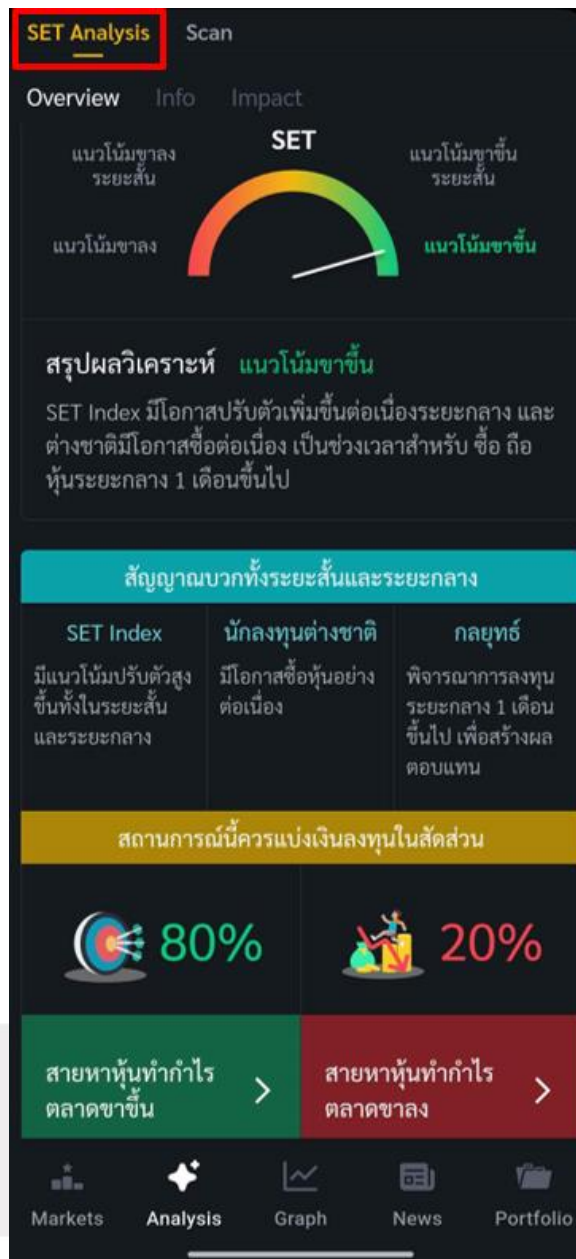 SET Analysis Scan
Overview Info Impact
SET
แนวโน้มขาลง
ระยะสั้น
แนวโน้มขาขึ้น
ระยะสั้น
แนวโน้มขาลง
แนวโน้มขาขึ้น
สรุปผลวิเคราะห์ แนวโน้มขาขึ้น
SET Index มีโอกาสปรับตัวเพิ่มขึ้นต่อเนื่องระยะกลาง และ
ต่างชาติมีโอกาสซื้อต่อเนื่อง เป็นช่วงเวลาสำหรับ ซื้อ ถือ
หุ้นระยะกลาง 1 เดือนขึ้นไป
สัญญาณบวกทั้งระยะสั้นและระยะกลาง
SET Index
มีแนวโน้มปรับตัวสูง
ขึ้นทั้งในระยะสั้น
และระยะกลาง
นักลงทุนต่างชาติ
มีโอกาสซื้อหุ้นอย่าง
ต่อเนื่อง
กลยุทธ์
พิจารณาการลงทุน
ระยะกลาง 1 เดือน
ขึ้นไป เพื่อสร้างผล
ตอบแทน
สถานการณ์นี้ควรแบ่งเงินลงทุนในสัดส่วน
80%
20%
สายหาหุ้นทำกำไร
ตลาดขาขึ้น
สายหาหุ้นทำกำไร
ตลาดขาลง
Markets Analysis Graph News Portfolio